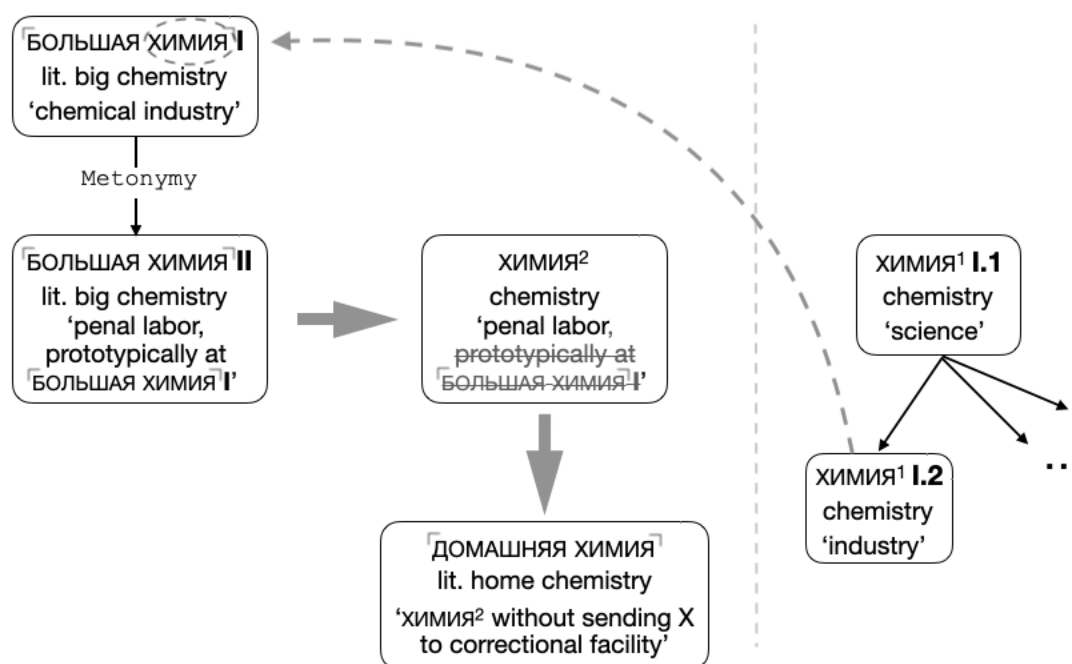 ⌜БОЛЬШАЯ ХИМИЯ⌝I
lit. big chemistry
‘chemical industry’
Metonymy
⌜БОЛЬШАЯ ХИМИЯ⌝II
lit. big chemistry
‘penal labor,
prototypically at
⌜БОЛЬШАЯ ХИМИЯ⌝I’
ХИМИЯ²
chemistry
‘penal labor,
prototypically at
⌜БОЛЬШАЯ ХИМИЯ⌝I’
⌜ДОМАШНЯЯ ХИМИЯ⌝
lit. home chemistry
‘ХИМИЯ² without sending X
to correctional facility’
ХИМИЯ¹ I.1
chemistry
‘science’
ХИМИЯ¹ I.2
chemistry
‘industry’
..